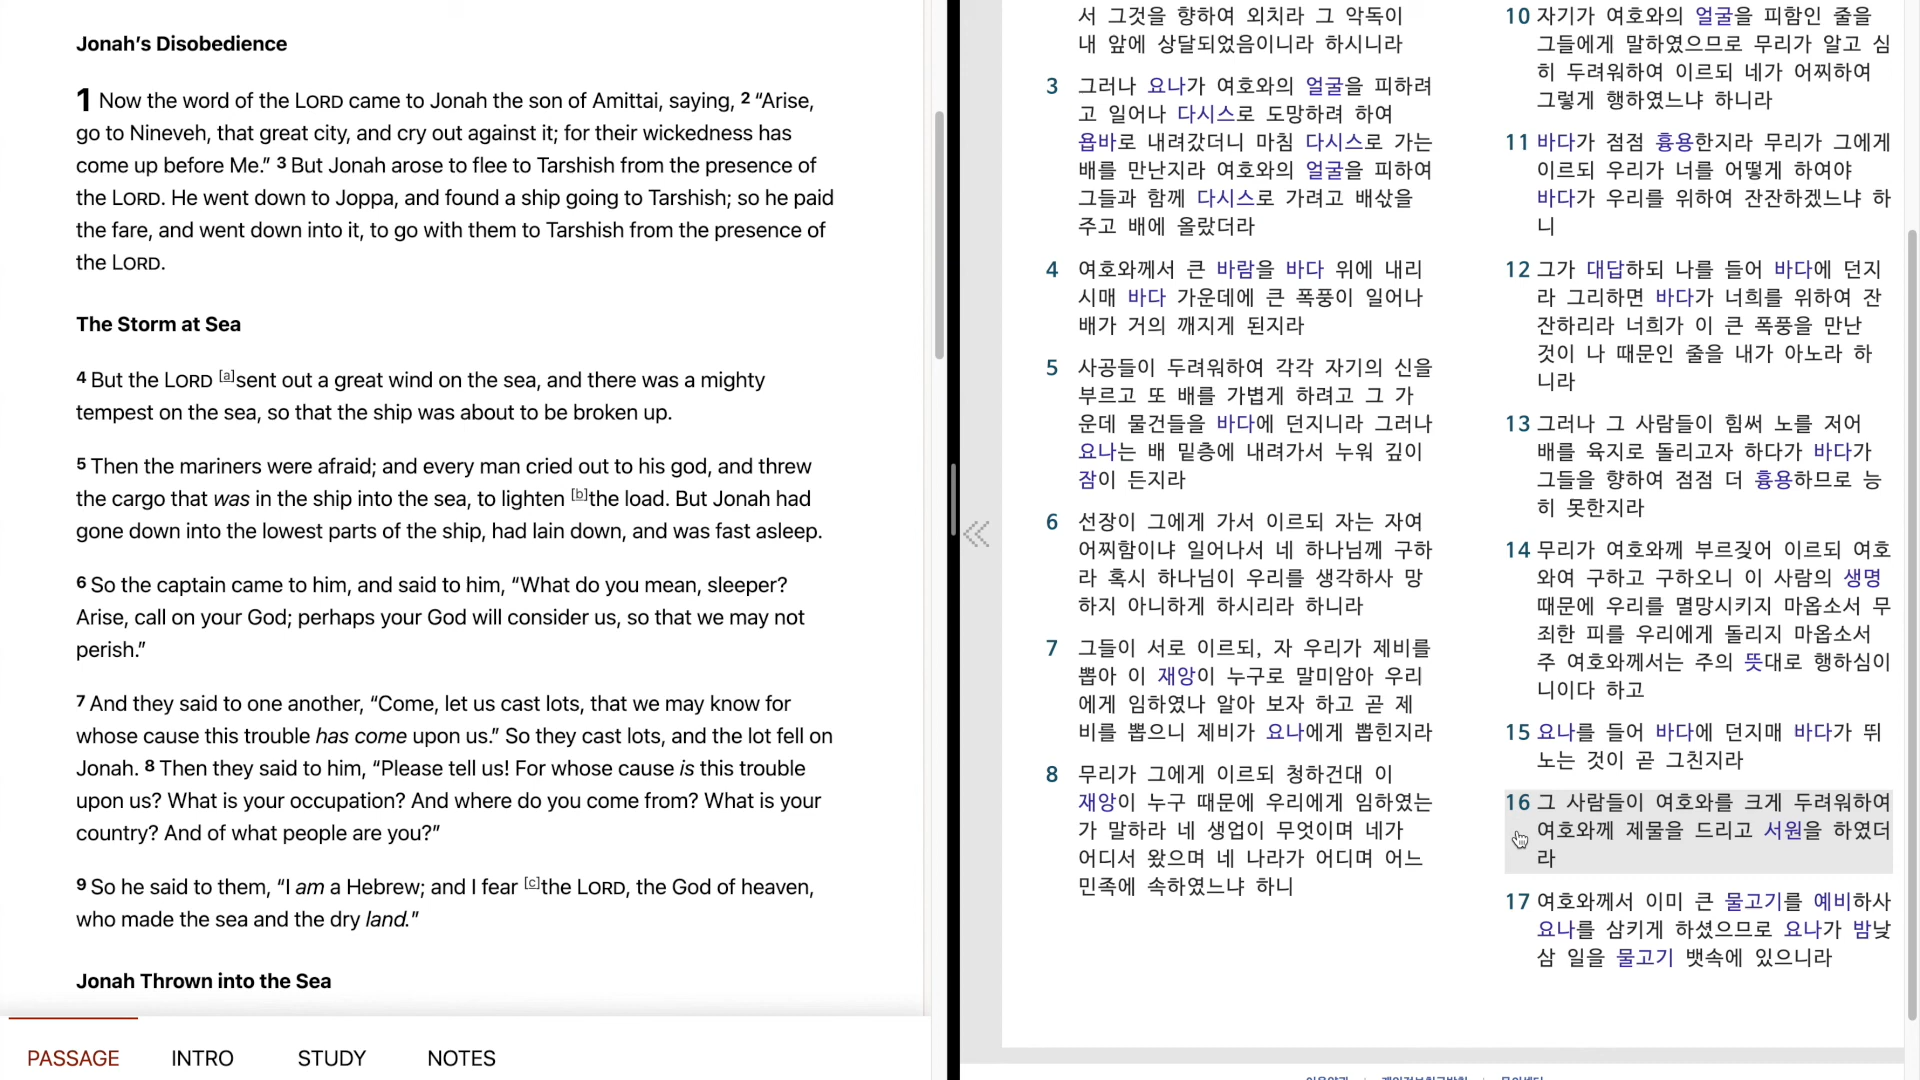 Jonah's Disobedience
1 Now the word of the LORD came to Jonah the son of Amittai, saying, 2 “Arise,
go to Nineveh, that great city, and cry out against it; for their wickedness has
come up before Me.” 3 But Jonah arose to flee to Tarshish from the presence of
the LORD. He went down to Joppa, and found a ship going to Tarshish; so he paid
the fare, and went down into it, to go with them to Tarshish from the presence of
the LORD.
The Storm at Sea
4 But the LORD [a]sent out a great wind on the sea, and there was a mighty
tempest on the sea, so that the ship was about to be broken up.
5 Then the mariners were afraid; and every man cried out to his god, and threw
the cargo that was in the ship into the sea, to lighten [b]the load. But Jonah had
gone down into the lowest parts of the ship, had lain down, and was fast asleep.
6 So the captain came to him, and said to him, “What do you mean, sleeper?
Arise, call on your God; perhaps your God will consider us, so that we may not
perish.”
7 And they said to one another, “Come, let us cast lots, that we may know for
whose cause this trouble has come upon us.” So they cast lots, and the lot fell on
Jonah. 8 Then they said to him, “Please tell us! For whose cause is this trouble
upon us? What is your occupation? And where do you come from? What is your
country? And of what people are you?”
9 So he said to them, “I am a Hebrew; and I fear [c]the LORD, the God of heaven,
who made the sea and the dry land.”
Jonah Thrown into the Sea
PASSAGE INTRO STUDY NOTES
서 그것을 향하여 외치라 그 악독이
내 앞에 상달되었음이니라 하시니라
3 그러나 요나가 여호와의 얼굴을 피하려
고 일어나 다시스로 도망하려 하여
욥바로 내려갔더니 마침 다시스로 가는
배를 만난지라 여호와의 얼굴을 피하여
그들과 함께 다시스로 가려고 배삯을
주고 배에 올랐더라
4 여호와께서 큰 바람을 바다 위에 내리
시매 바다 가운데에 큰 폭풍이 일어나
배가 거의 깨지게 된지라
5 사공들이 두려워하여 각각 자기의 신을
부르고 또 배를 가볍게 하려고 그 가
운데 물건들을 바다에 던지니라 그러나
요나는 배 밑층에 내려가서 누워 깊이
잠이 든지라
6 선장이 그에게 가서 이르되 자는 자여
어찌함이냐 일어나서 네 하나님께 구하
라 혹시 하나님이 우리를 생각하사 망
하지 아니하게 하시리라 하니라
7 그들이 서로 이르되, 자 우리가 제비를
뽑아 이 재앙이 누구로 말미암아 우리
에게 임하였나 알아 보자 하고 곧 제
비를 뽑으니 제비가 요나에게 뽑힌지라
8 무리가 그에게 이르되 청하건대 이
재앙이 누구 때문에 우리에게 임하였는
가 말하라 네 생업이 무엇이며 네가
어디서 왔으며 네 나라가 어디며 어느
민족에 속하였느냐 하니
10 자기가 여호와의 얼굴을 피함인 줄을
그들에게 말하였으므로 무리가 알고 심
히 두려워하여 이르되 네가 어찌하여
그렇게 행하였느냐 하니라
11 바다가 점점 흉용한지라 무리가 그에게
이르되 우리가 너를 어떻게 하여야
바다가 우리를 위하여 잔잔하겠느냐 하
니
12 그가 대답하되 나를 들어 바다에 던지
라 그리하면 바다가 너희를 위하여 잔
잔하리라 너희가 이 큰 폭풍을 만난
것이 나 때문인 줄을 내가 아노라 하
니라
13 그러나 그 사람들이 힘써 노를 저어
배를 육지로 돌리고자 하다가 바다가
그들을 향하여 점점 더 흉용하므로 능
히 못한지라
14 무리가 여호와께 부르짖어 이르되 여호
와여 구하고 구하오니 이 사람의 생명
때문에 우리를 멸망시키지 마옵소서 무
죄한 피를 우리에게 돌리지 마옵소서
주 여호와께서는 주의 뜻대로 행하심이
니이다 하고
15 요나를 들어 바다에 던지매 바다가 뛰
노는 것이 곧 그친지라
16 그 사람들이 여호와를 크게 두려워하여
여호와께 제물을 드리고 서원을 하였더
라
17 여호와께서 이미 큰 물고기를 예비하사
요나를 삼키게 하셨으므로 요나가 밤낮
삼 일을 물고기 뱃속에 있으니라